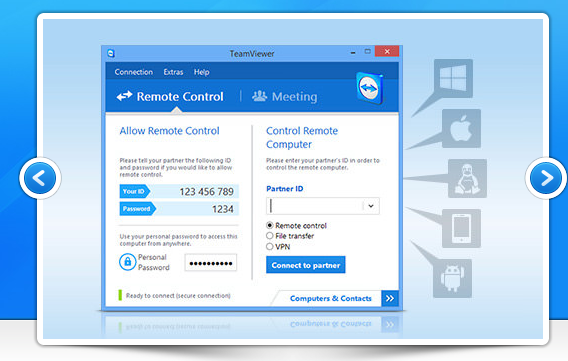 TeamViewer
Connection Extras Help
Remote Control | Meeting
Allow Remote Control
Please tell your partner the following ID
and password if you would like to allow
remote control.
Your ID 123 456 789
Password 1234
Use your personal password to access this
computer from anywhere.
Personal
Password
Ready to connect (secure connection)
Control Remote
Computer
Please enter your partner's ID in order to
control the remote computer.
Partner ID
Remote control
File transfer
VPN
Connect to partner
Computers & Contacts